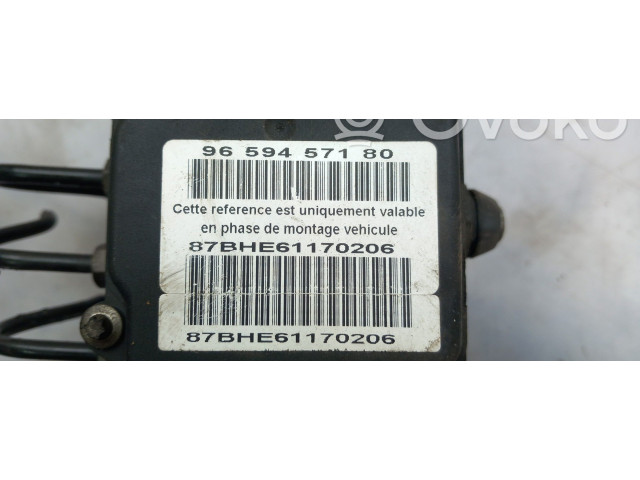 OVOKO
96 594 571 80
Cette reference est uniquement valable
en phase de montage vehicule
87BHE61170206
87BHE61170206